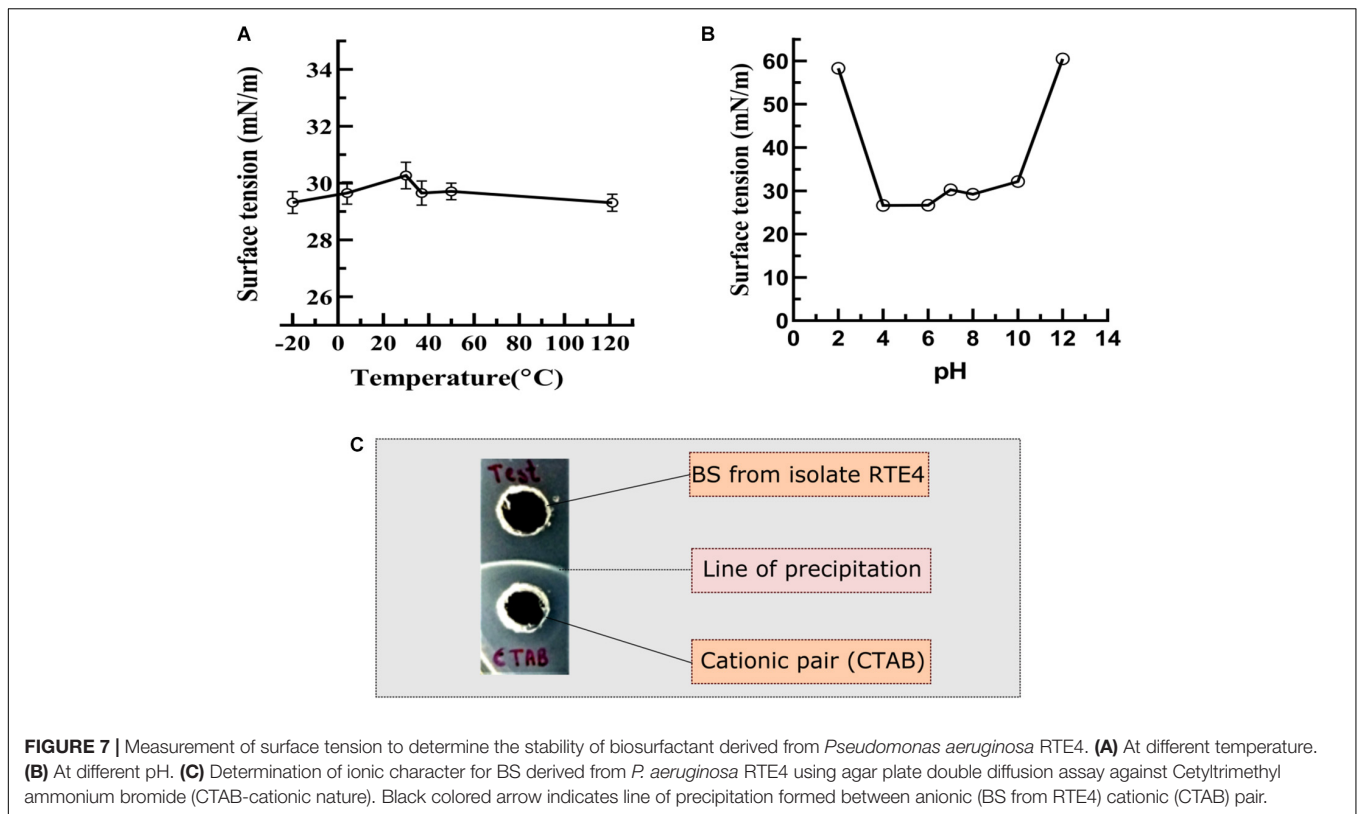 A
Surface tension (mN/m)
34
32
30
28
26
-20 0 20 40 60 80 100 120
Temperature(°C)
B
Surface tension (mN/m)
60
50
40
30
20
10
0
0 2 4 6 8 10 12 14
pH
C
Test
BS from isolate RTE4
Line of precipitation
CTAB
Cationic pair (CTAB)
FIGURE 7 | Measurement of surface tension to determine the stability of biosurfactant derived from Pseudomonas aeruginosa RTE4. (A) At different temperature.
(B) At different pH. (C) Determination of ionic character for BS derived from P. aeruginosa RTE4 using agar plate double diffusion assay against Cetyltrimethyl
ammonium bromide (CTAB-cationic nature). Black colored arrow indicates line of precipitation formed between anionic (BS from RTE4) cationic (CTAB) pair.